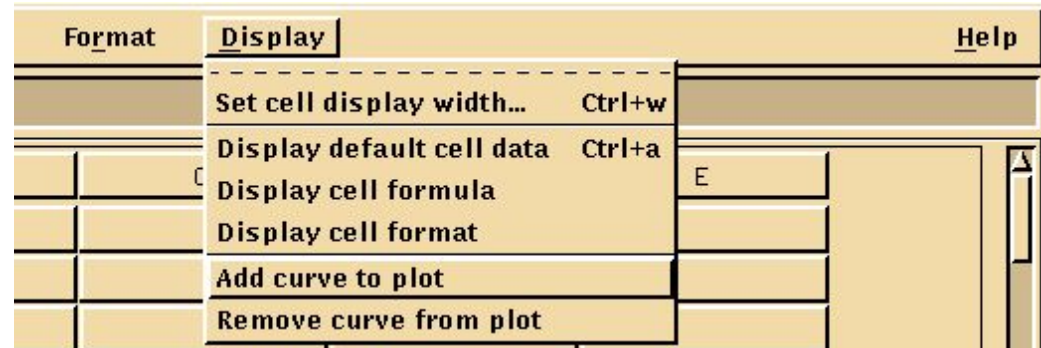 Format Display Help
Set cell display width... Ctrl+w
Display default cell data Ctrl+a
C E
Display cell formula
Display cell format
Add curve to plot
Remove curve from plot